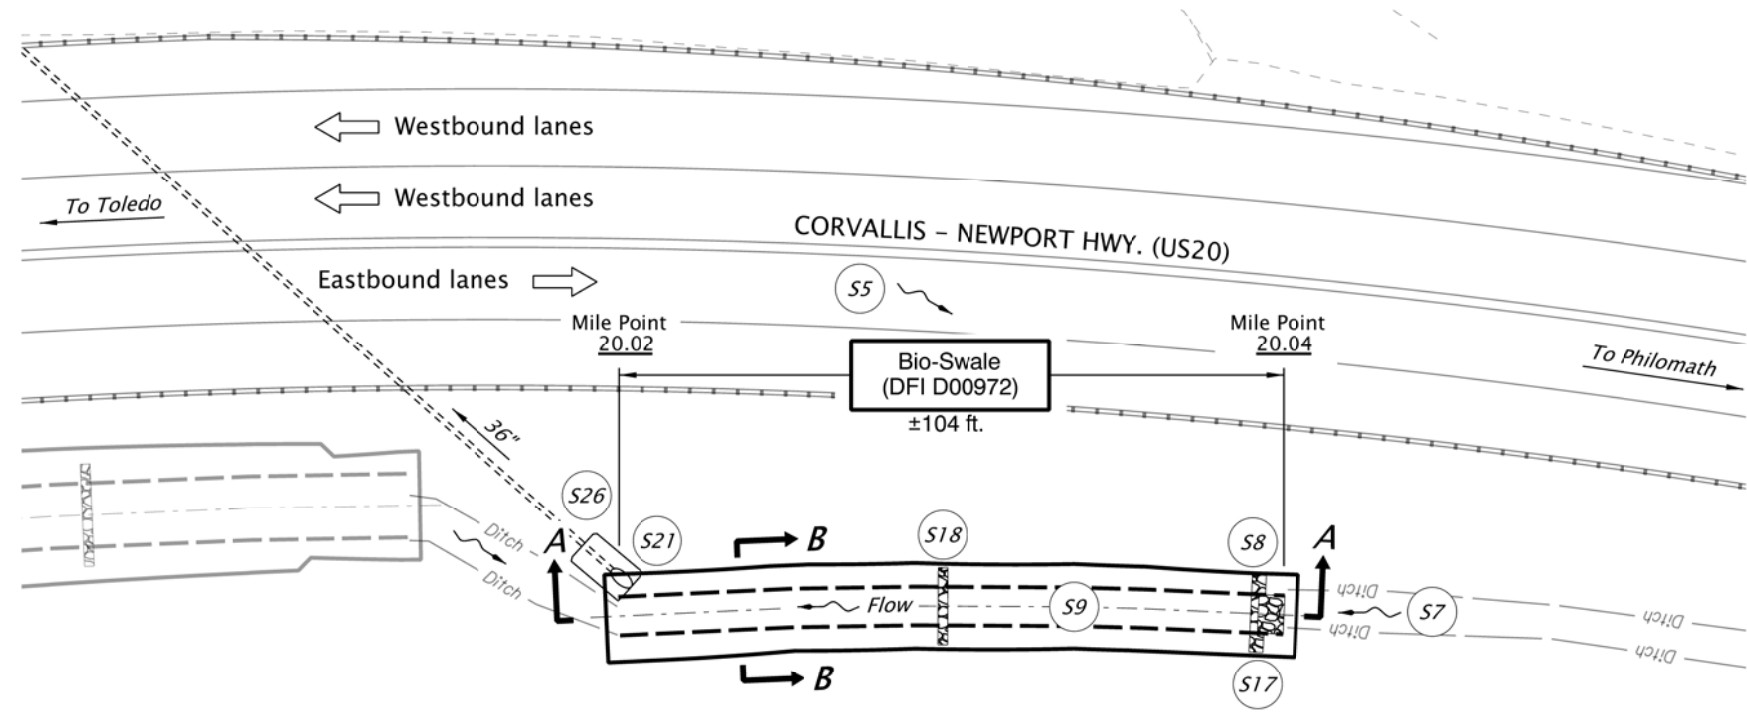 Westbound lanes
Westbound lanes
To Toledo
CORVALLIS – NEWPORT HWY. (US20)
Eastbound lanes
S5
Mile Point
20.02
Mile Point
20.04
Bio-Swale
(DFI D00972)
±104 ft.
To Philomath
36"
S26
S21
S18
S8
A
A
B
Ditch
Ditch
Flow
S9
Ditch
Ditch
S7
Ditch
Ditch
B
S17